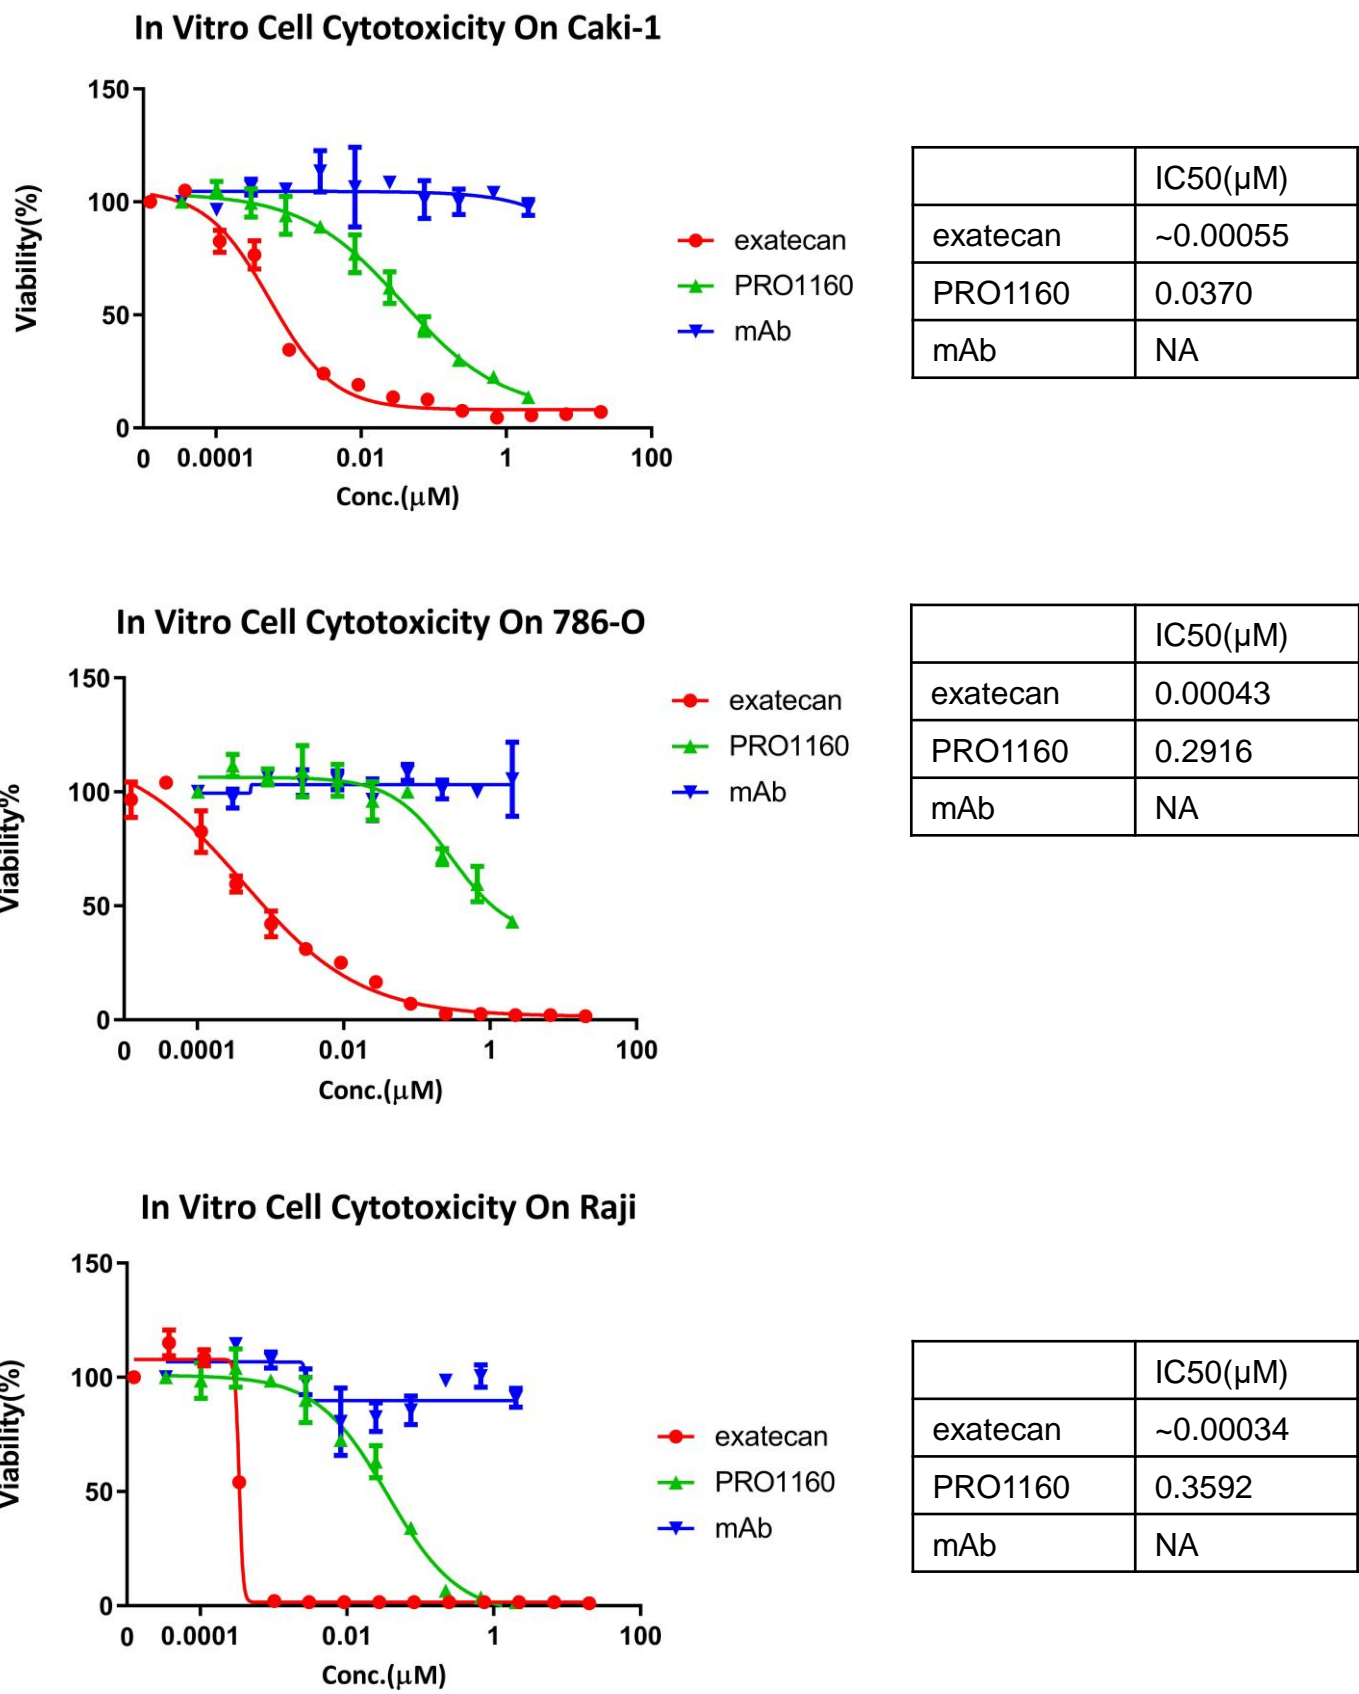 In Vitro Cell Cytotoxicity On Caki-1
150
100
50
0
Viability(%)
0 0.0001 0.01 1 100
Conc.(μM)
exatecan
PRO1160
mAb
IC50(μM)
exatecan ~0.00055
PRO1160 0.0370
mAb NA
In Vitro Cell Cytotoxicity On 786-O
150
100
50
0
Viability%
0 0.0001 0.01 1 100
Conc.(μM)
exatecan
PRO1160
mAb
IC50(μM)
exatecan 0.00043
PRO1160 0.2916
mAb NA
In Vitro Cell Cytotoxicity On Raji
150
100
50
0
Viability(%)
0 0.0001 0.01 1 100
Conc.(μM)
exatecan
PRO1160
mAb
IC50(μM)
exatecan ~0.00034
PRO1160 0.3592
mAb NA